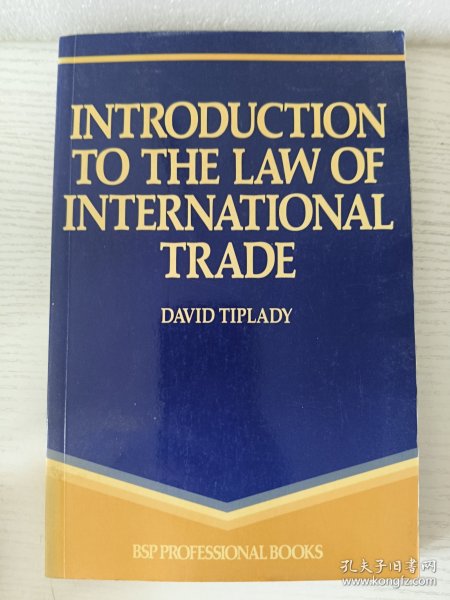 INTRODUCTION
TO THE LAW OF
INTERNATIONAL
TRADE
DAVID TIPLADY
BSP PROFESSIONAL BOOKS
孔夫子旧书网
www.kongfz.com